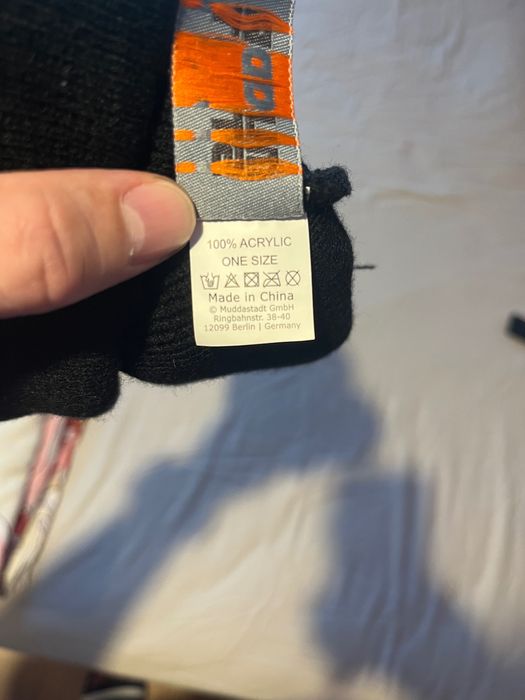 100% ACRYLIC
ONE SIZE
Made in China
© Muddastadt GmbH
Ringbahnstr. 38-40
12099 Berlin | Germany